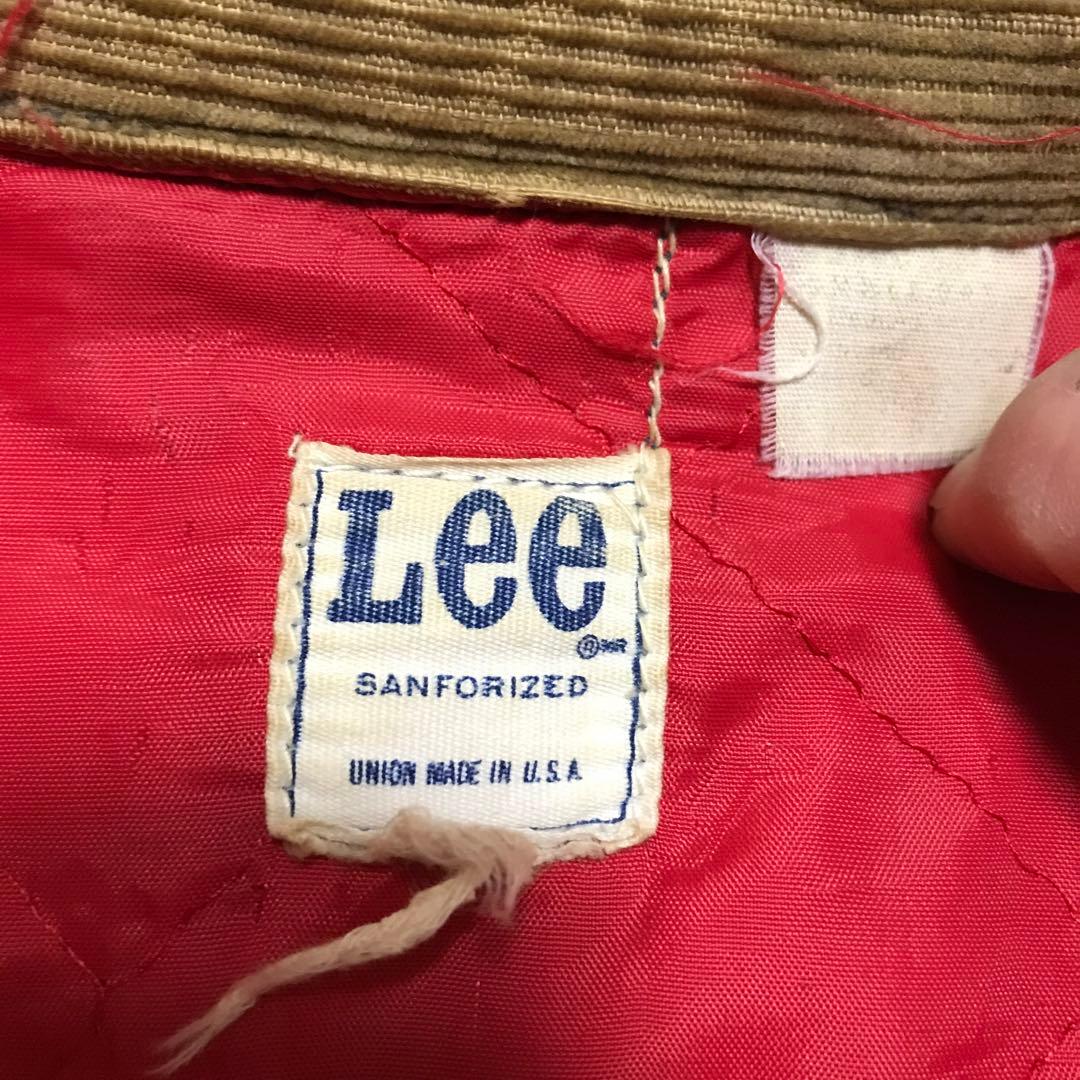 Lee
® MR
SANFORIZED
UNION MADE IN U.S.A.